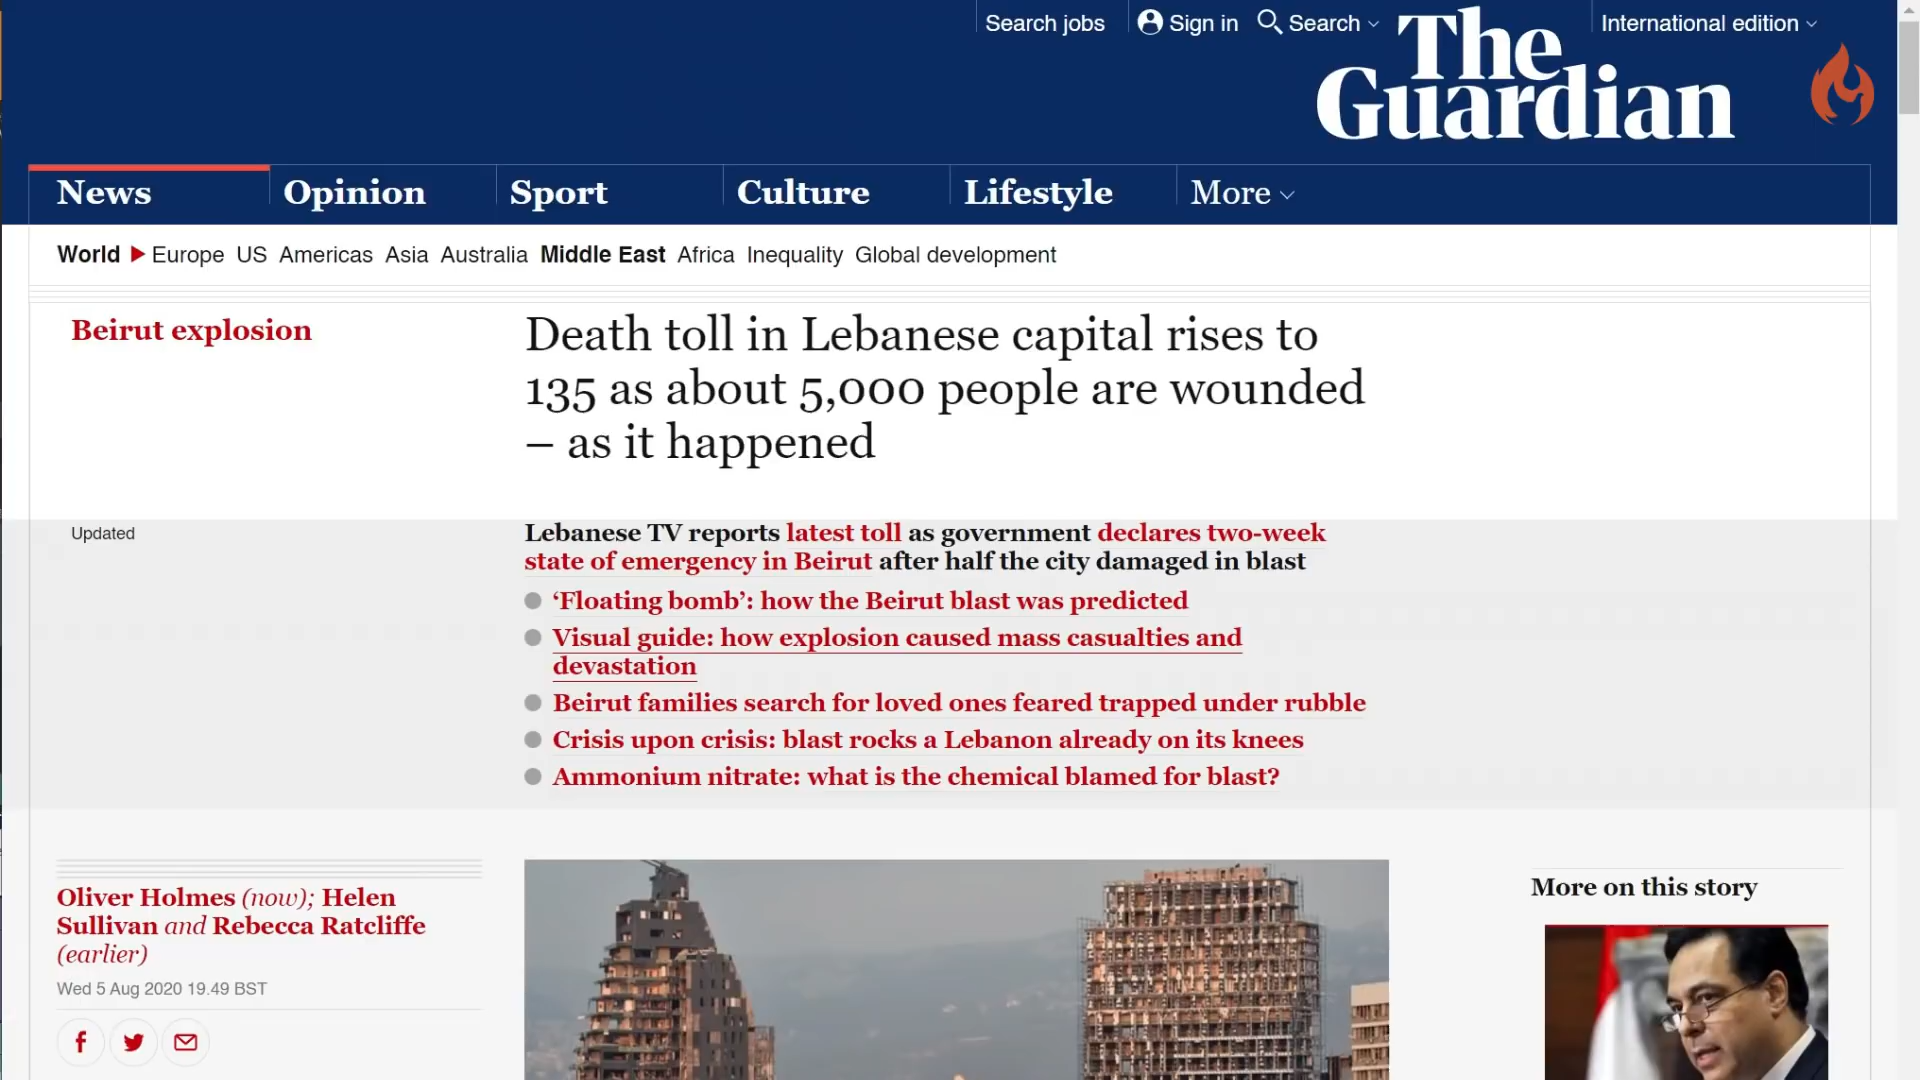 Search jobs
Sign in
Search
International edition
The
Guardian
News
Opinion
Sport
Culture
Lifestyle
More
World Europe US Americas Asia Australia Middle East Africa Inequality Global development
Beirut explosion
Death toll in Lebanese capital rises to
135 as about 5,000 people are wounded
– as it happened
Updated
Lebanese TV reports latest toll as government declares two-week
state of emergency in Beirut after half the city damaged in blast
‘Floating bomb’: how the Beirut blast was predicted
Visual guide: how explosion caused mass casualties and
devastation
Beirut families search for loved ones feared trapped under rubble
Crisis upon crisis: blast rocks a Lebanon already on its knees
Ammonium nitrate: what is the chemical blamed for blast?
Oliver Holmes (now); Helen
Sullivan and Rebecca Ratcliffe
(earlier)
Wed 5 Aug 2020 19.49 BST
More on this story